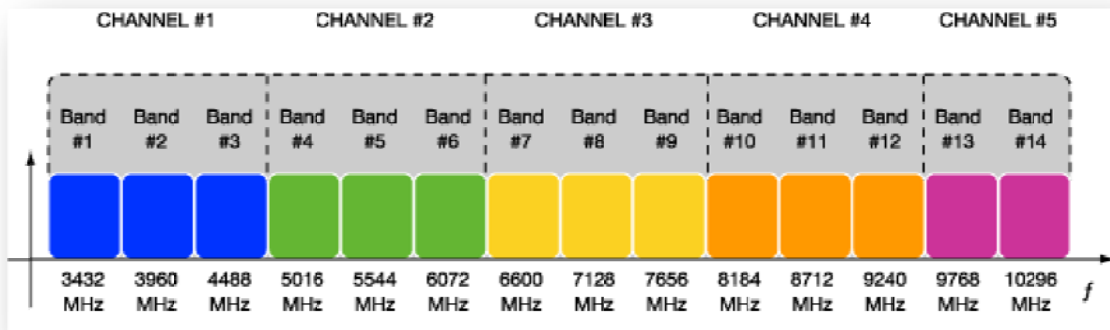 CHANNEL #1 CHANNEL #2 CHANNEL #3 CHANNEL #4 CHANNEL #5
Band Band Band Band Band Band Band Band Band Band Band Band Band Band
#1 #2 #3 #4 #5 #6 #7 #8 #9 #10 #11 #12 #13 #14
3432 3960 4488 5016 5544 6072 6600 7128 7656 8184 8712 9240 9768 10296
MHz MHz MHz MHz MHz MHz MHz MHz MHz MHz MHz MHz MHz MHz f